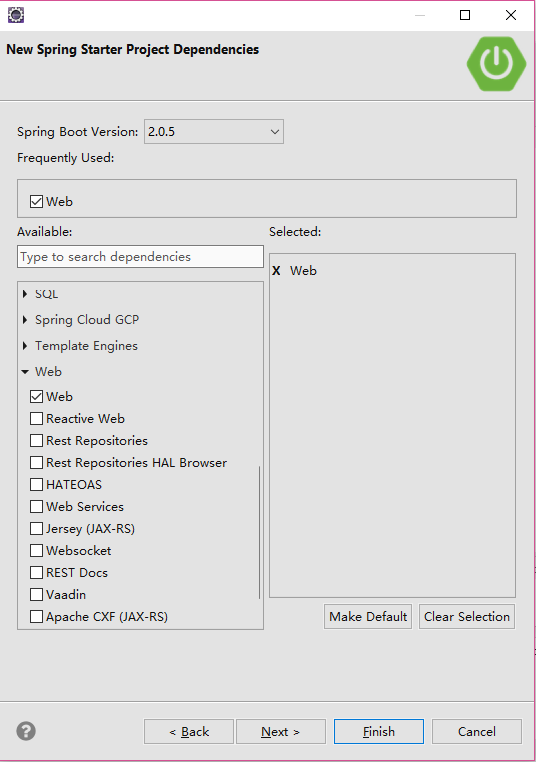 New Spring Starter Project Dependencies
Spring Boot Version: 2.0.5
Frequently Used:
Web
Available:
Selected:
Type to search dependencies
X Web
SQL
Spring Cloud GCP
Template Engines
Web
Web
Reactive Web
Rest Repositories
Rest Repositories HAL Browser
HATEOAS
Web Services
Jersey (JAX-RS)
Websocket
REST Docs
Vaadin
Apache CXF (JAX-RS)
Make Default
Clear Selection
?
< Back
Next >
Finish
Cancel